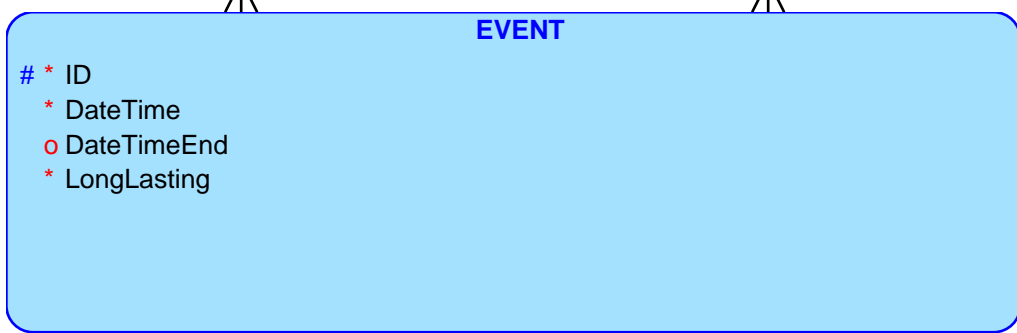 EVENT
# * ID
* DateTime
o DateTimeEnd
* LongLasting